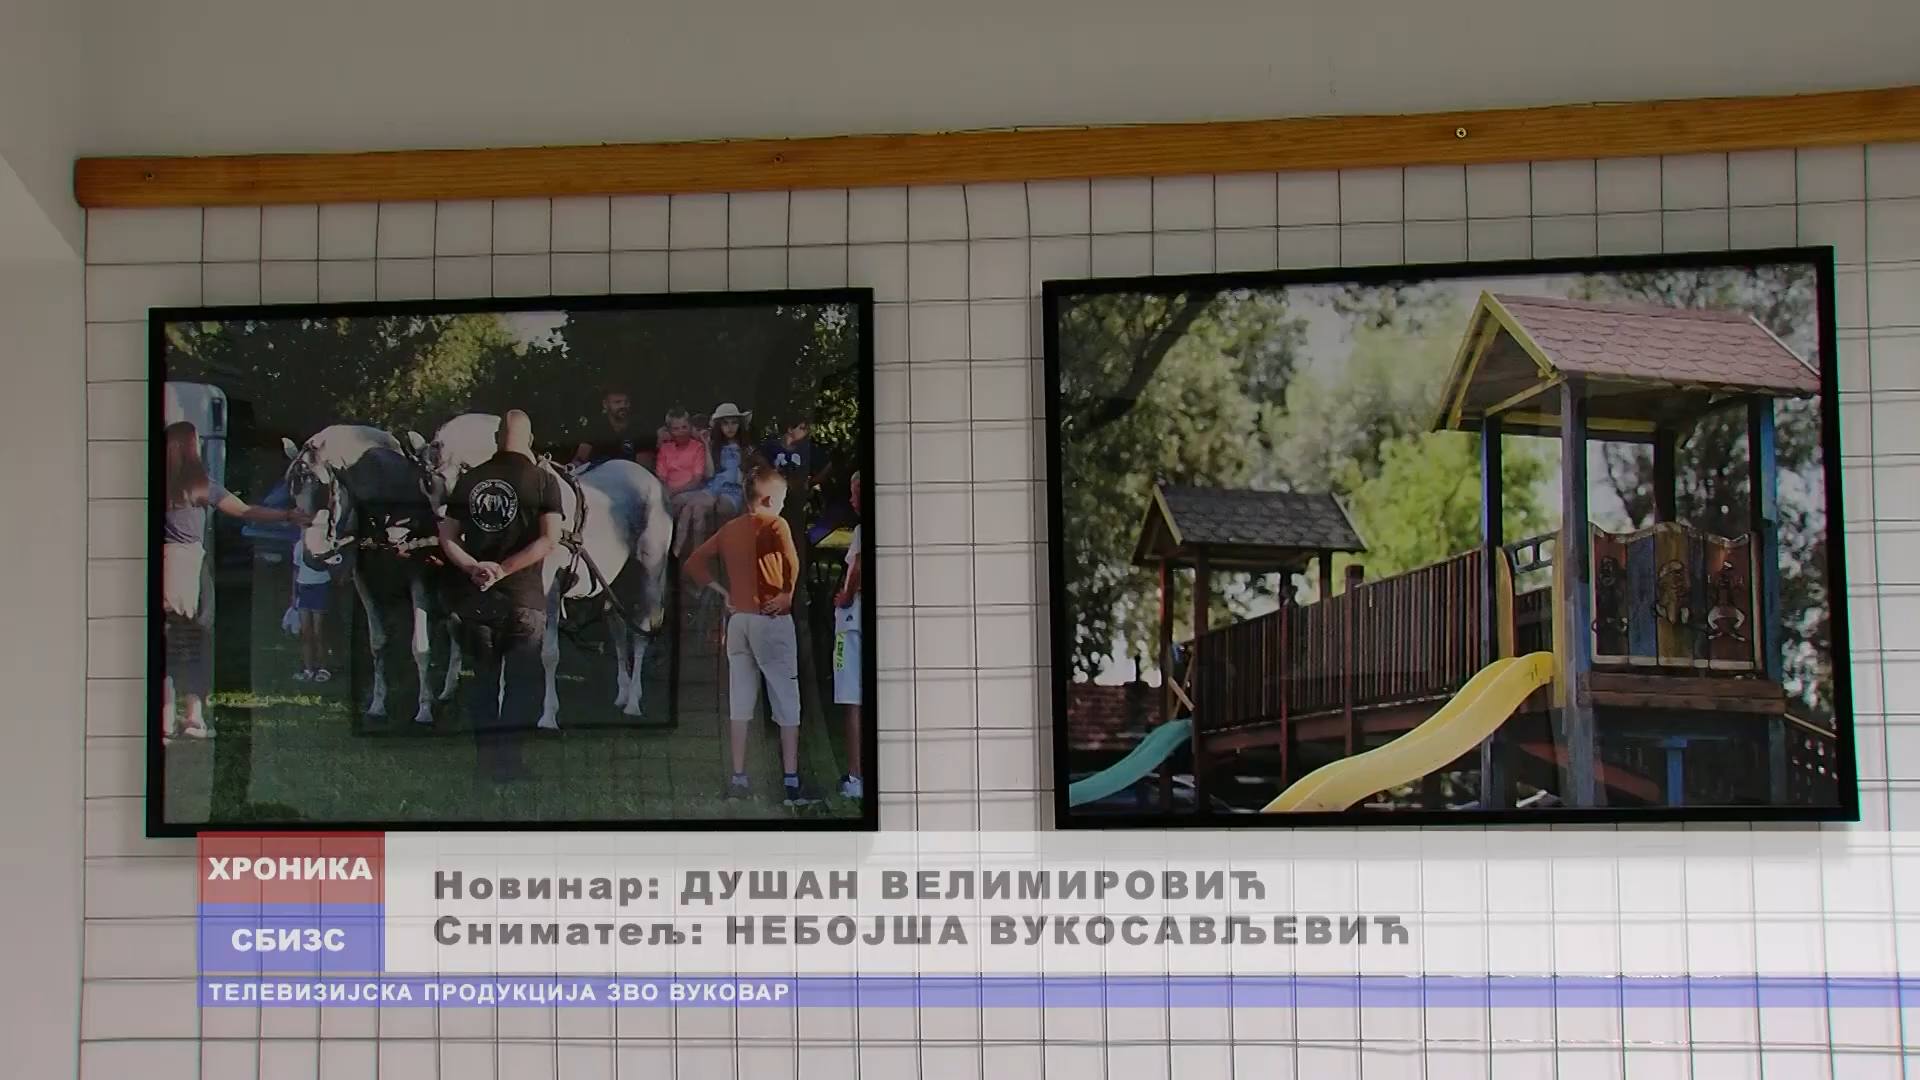 ХРОНИКА
СБИЗС
Новинар: ДУШАН ВЕЛИМИРОВИЋ
Сниматељ: НЕБОЈША ВУКОСАВЉЕВИЋ
ТЕЛЕВИЗИЈСКА ПРОДУКЦИЈА ЗВО ВУКОВАР